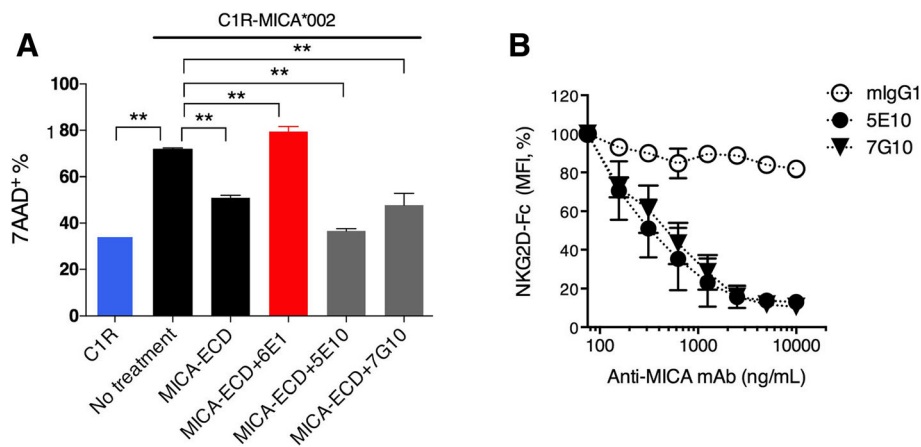 A
C1R-MICA*002
**
**
**
** **
7AAD+ %
100
80
60
40
20
0
C1R
No treatment
MICA-ECD
MICA-ECD+6E1
MICA-ECD+5E10
MICA-ECD+7G10
B
mIgG1
5E10
7G10
NKG2D-Fc (MFI, %)
120
100
80
60
40
20
0
100 1000 10000
Anti-MICA mAb (ng/mL)